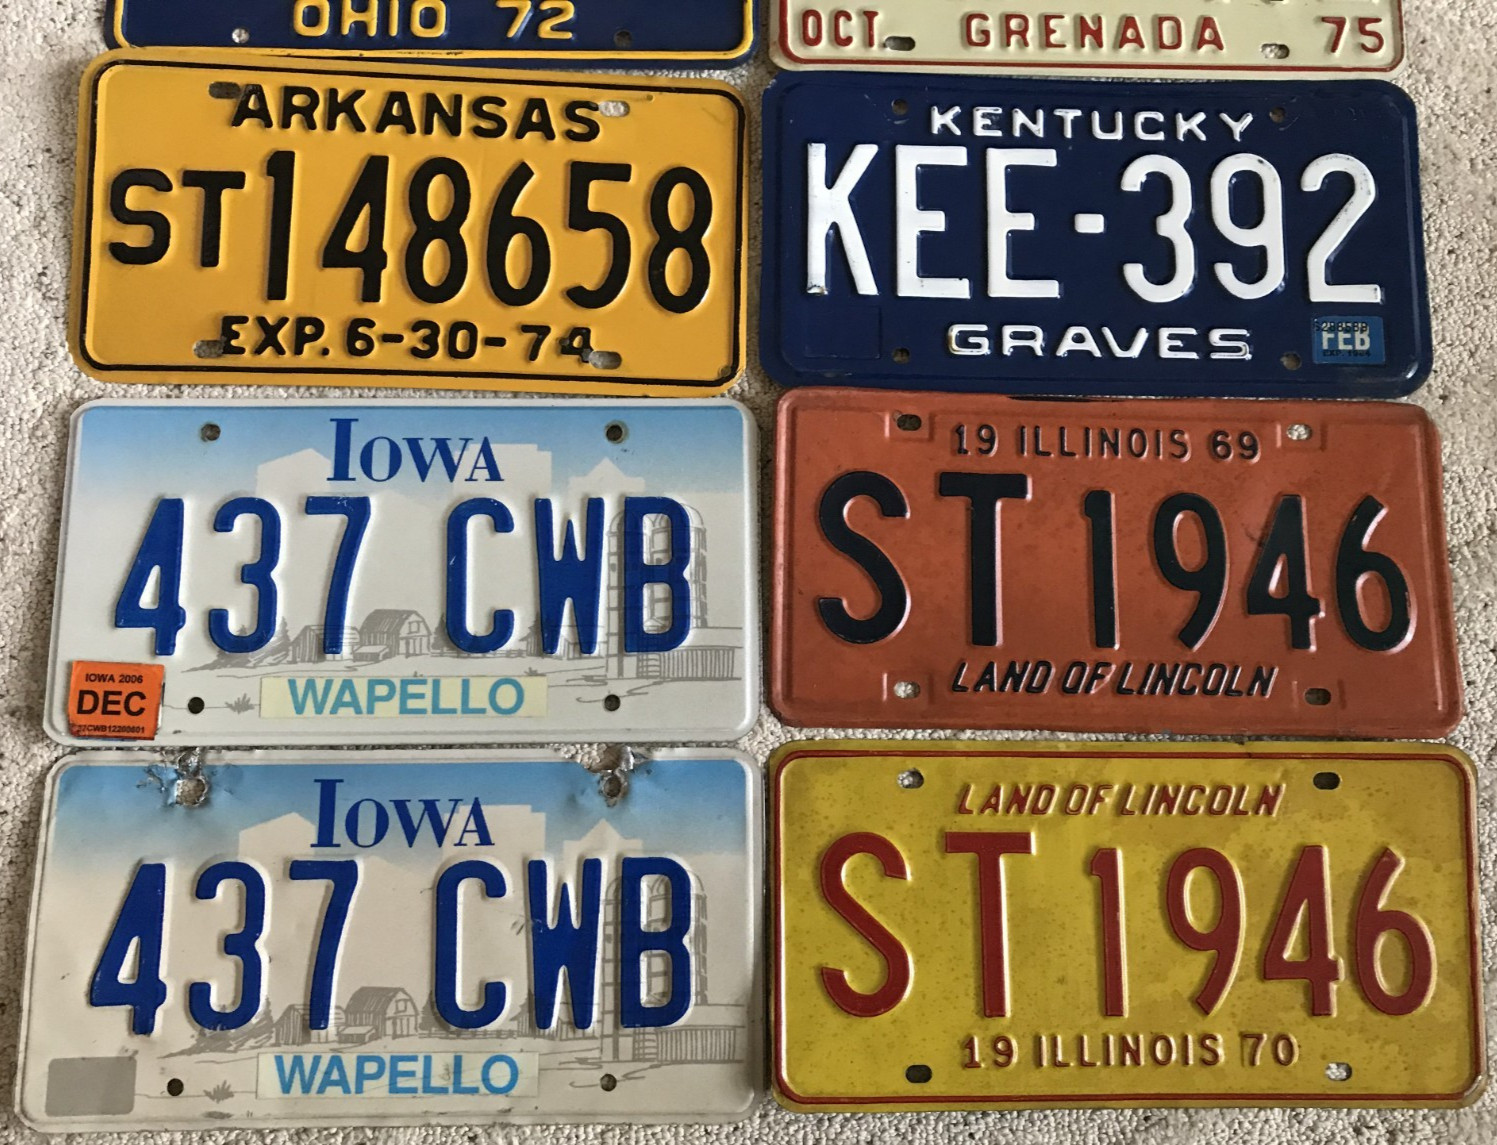 OHIO 72
OCT. GRENADA 75
ARKANSAS
ST 148658
EXP. 6-30-74
KENTUCKY
KEE-392
GRAVES
FEB
IOWA
437 CWB
IOWA 2006
DEC
WAPELLO
19 ILLINOIS 69
ST 1946
LAND OF LINCOLN
IOWA
437 CWB
WAPELLO
LAND OF LINCOLN
ST 1946
19 ILLINOIS 70